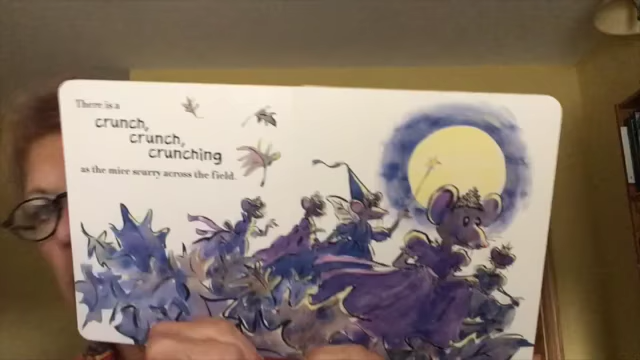 There is a
crunch,
crunch,
crunching
as the mice scurry across the field.